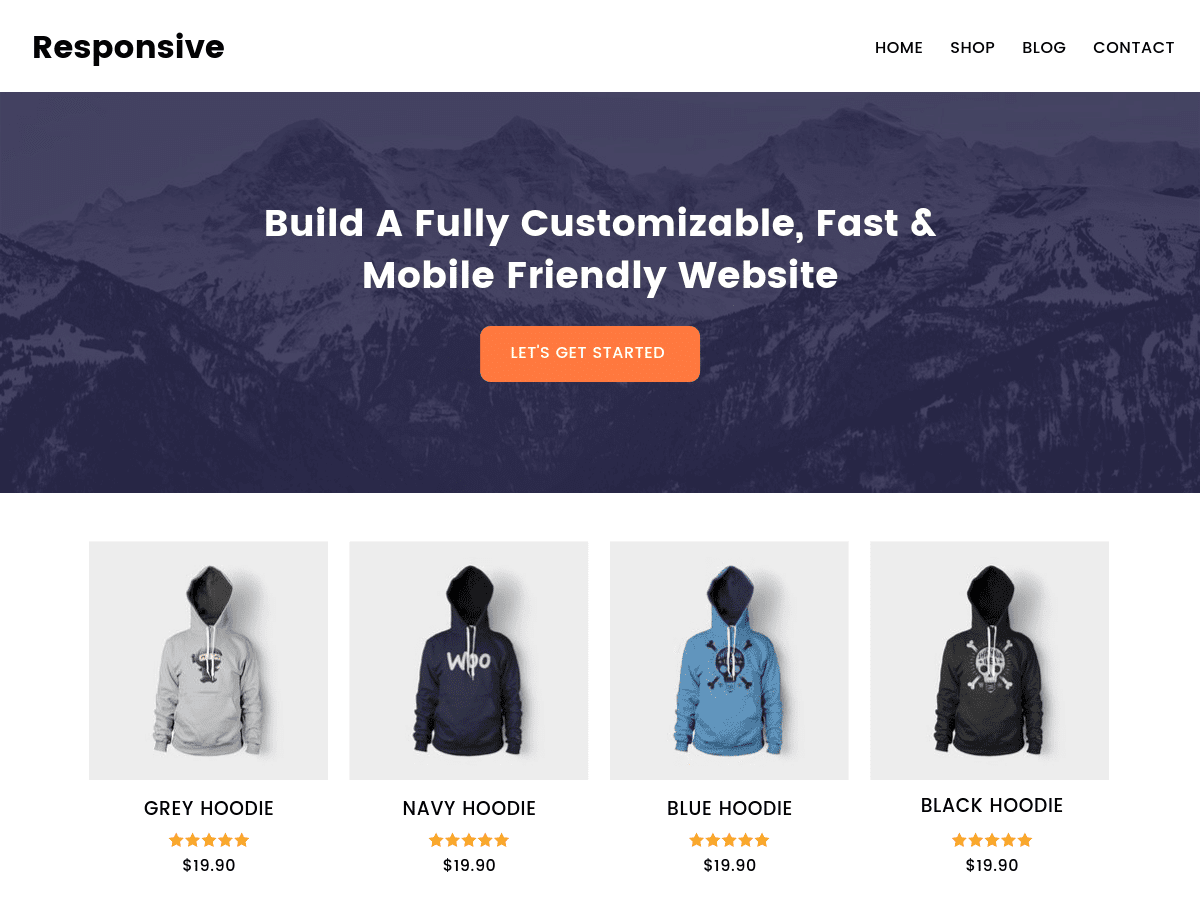 Responsive
HOME SHOP BLOG CONTACT
Build A Fully Customizable, Fast &
Mobile Friendly Website
LET'S GET STARTED
Woo
GREY HOODIE NAVY HOODIE BLUE HOODIE BLACK HOODIE
$19.90 $19.90 $19.90 $19.90